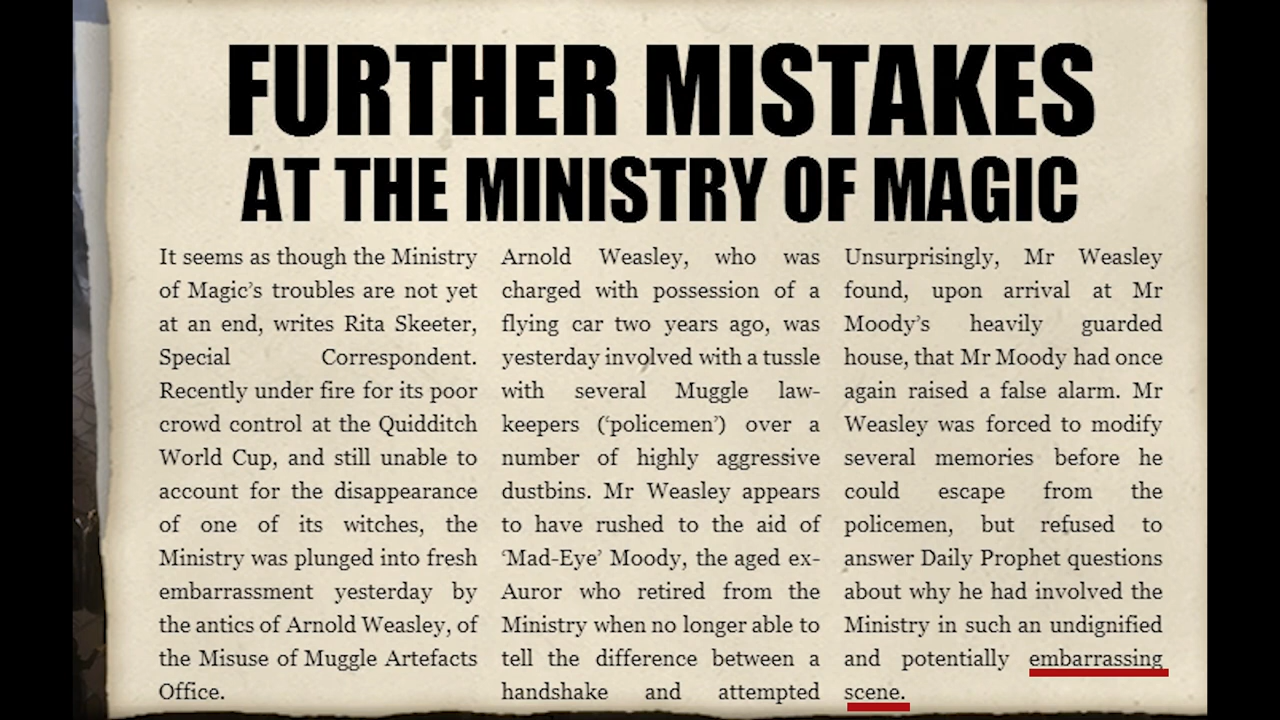 FURTHER MISTAKES
AT THE MINISTRY OF MAGIC
It seems as though the Ministry
of Magic’s troubles are not yet
at an end, writes Rita Skeeter,
Special Correspondent.
Recently under fire for its poor
crowd control at the Quidditch
World Cup, and still unable to
account for the disappearance
of one of its witches, the
Ministry was plunged into fresh
embarrassment yesterday by
the antics of Arnold Weasley, of
the Misuse of Muggle Artefacts
Office.
Arnold Weasley, who was
charged with possession of a
flying car two years ago, was
yesterday involved with a tussle
with several Muggle law-
keepers (‘policemen’) over a
number of highly aggressive
dustbins. Mr Weasley appears
to have rushed to the aid of
‘Mad-Eye’ Moody, the aged ex-
Auror who retired from the
Ministry when no longer able to
tell the difference between a
handshake and attempted
Unsurprisingly, Mr Weasley
found, upon arrival at Mr
Moody’s heavily guarded
house, that Mr Moody had once
again raised a false alarm. Mr
Weasley was forced to modify
several memories before he
could escape from the
policemen, but refused to
answer Daily Prophet questions
about why he had involved the
Ministry in such an undignified
and potentially embarrassing
scene.